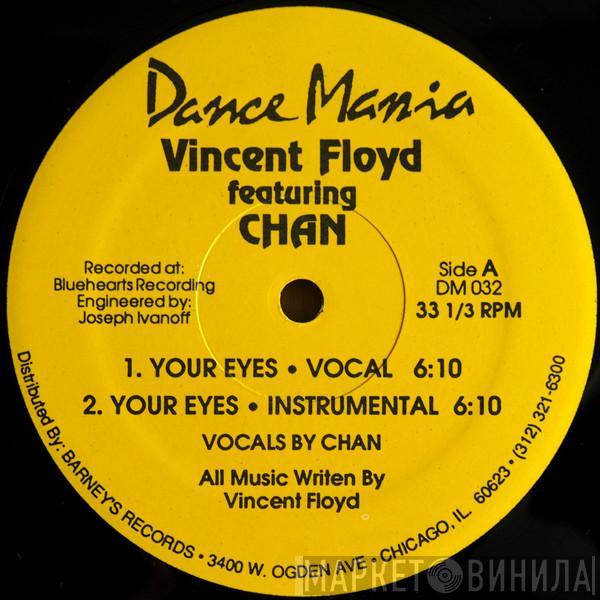 Dance Mania
Vincent Floyd
featuring
CHAN
Recorded at:
Bluehearts Recording
Engineered by:
Joseph Ivanoff
Side A
DM 032
33 1/3 RPM
1. YOUR EYES • VOCAL 6:10
2. YOUR EYES • INSTRUMENTAL 6:10
VOCALS BY CHAN
All Music Writen By
Vincent Floyd
Distributed By: BARNEY'S RECORDS • 3400 W. OGDEN AVE • CHICAGO, IL. 60623 • (312) 321-6300
МАРКЕТ ВИНИЛА